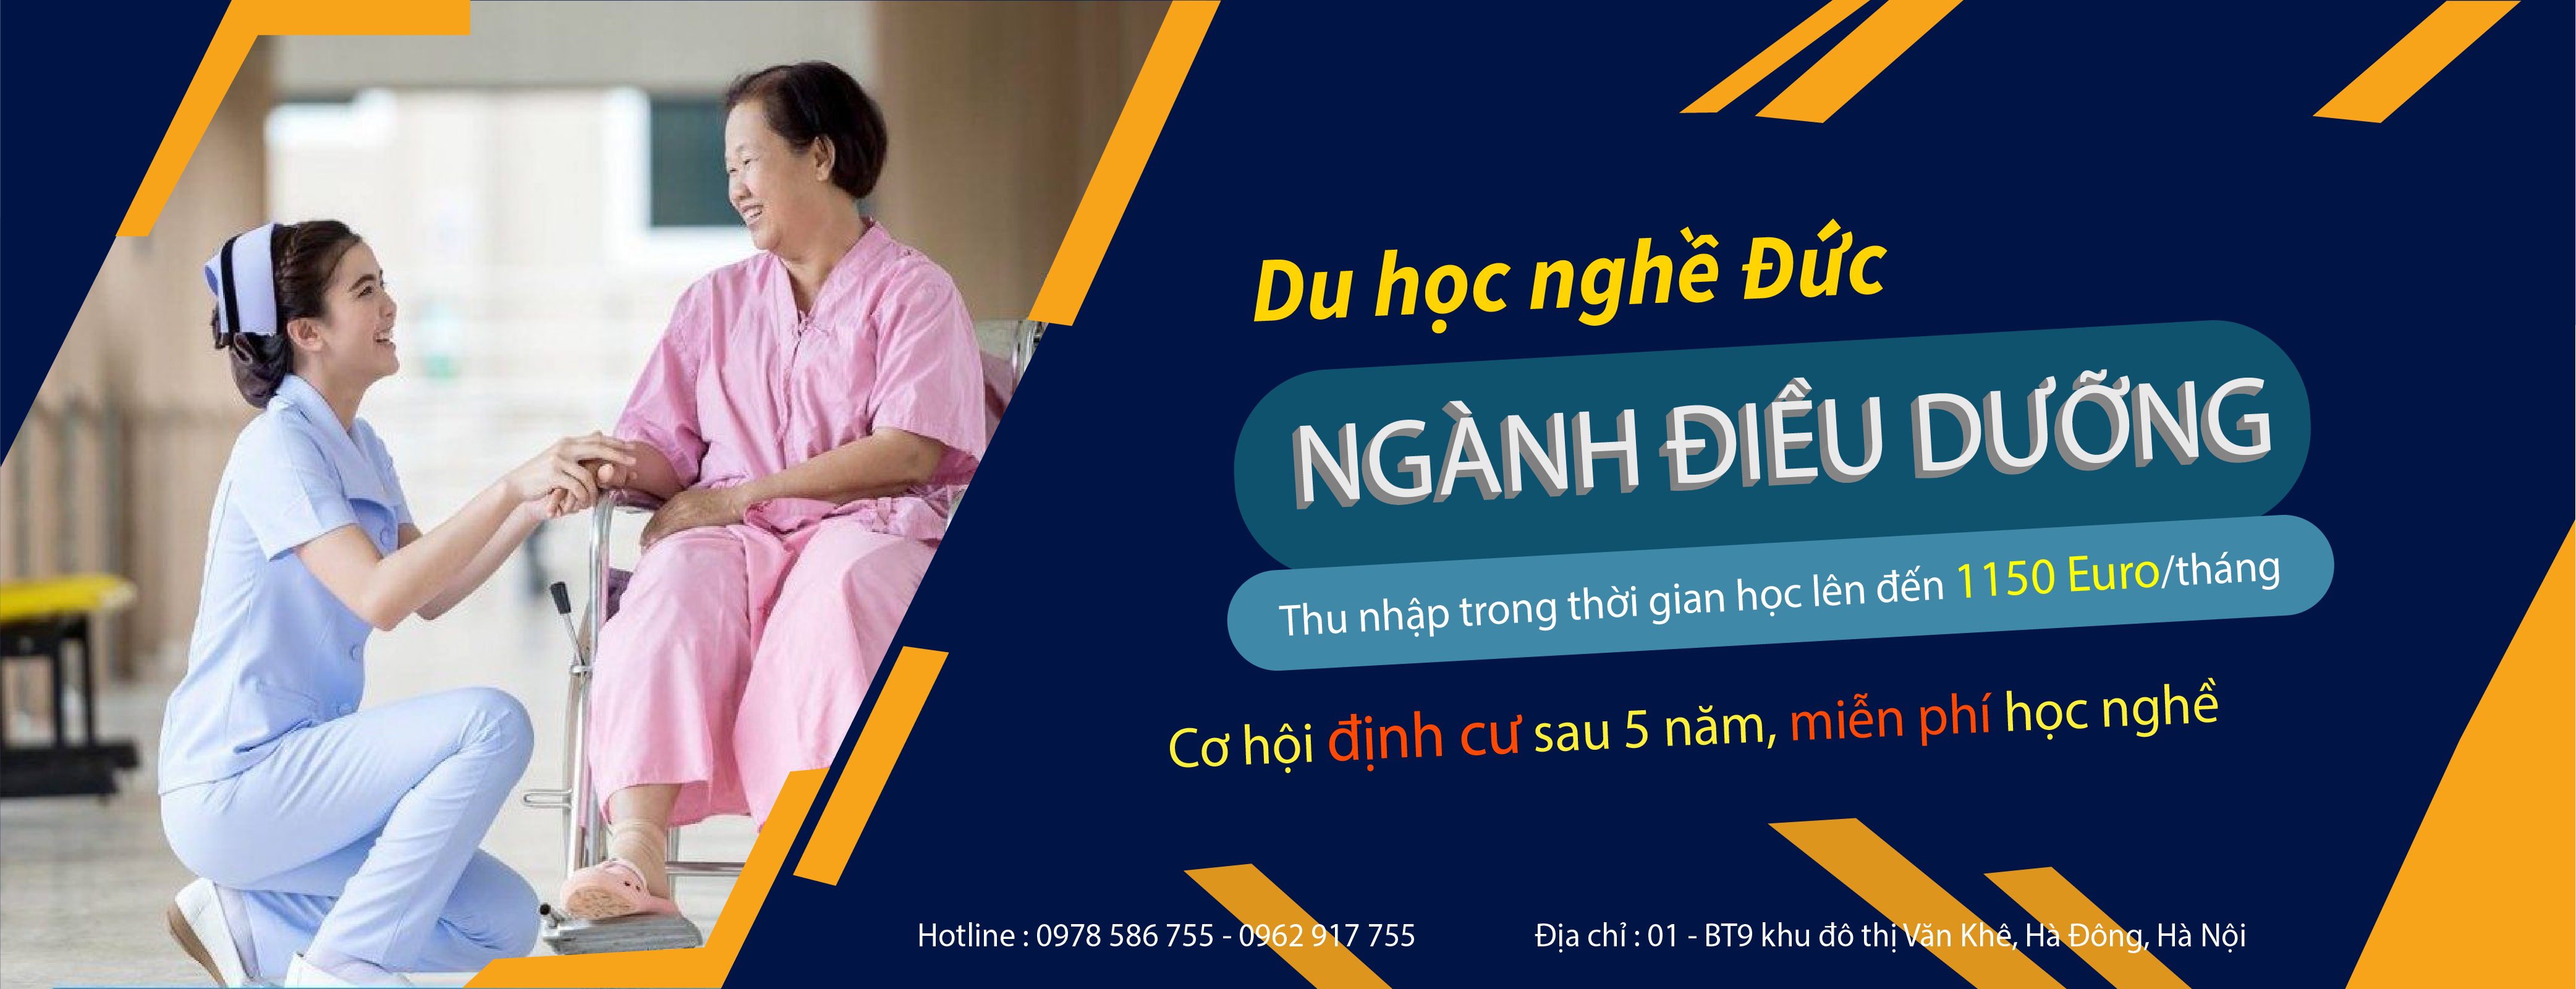 Du học nghề Đức
NGÀNH ĐIỀU DƯỠNG
Thu nhập trong thời gian học lên đến 1150 Euro/tháng
Cơ hội định cư sau 5 năm, miễn phí học nghề
Hotline : 0978 586 755 - 0962 917 755
Địa chỉ : 01 - BT9 khu đô thị Văn Khê, Hà Đông, Hà Nội